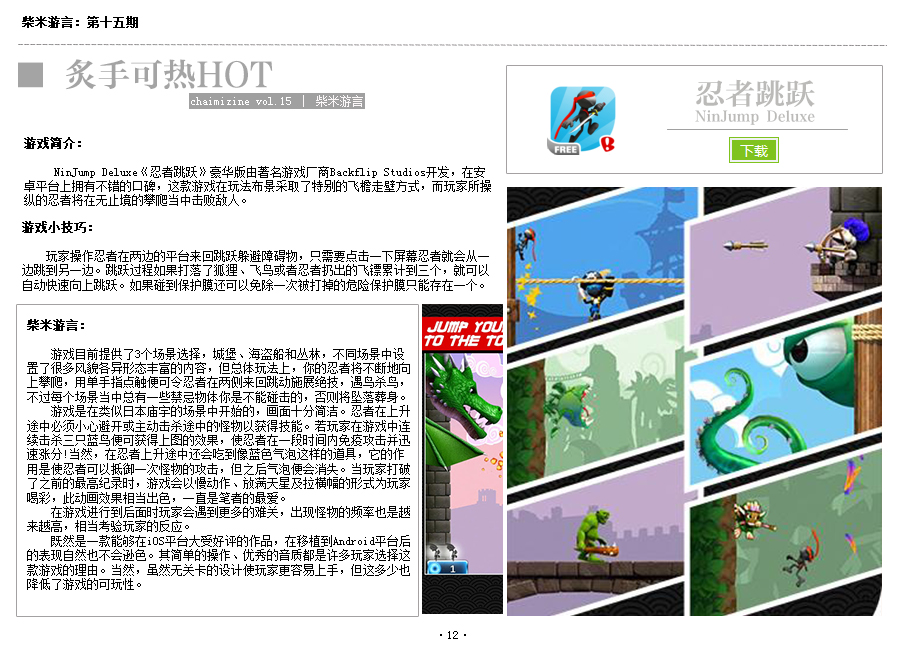 柴米游言：第十五期
炙手可热HOT
chaimizine vol.15 | 柴米游言
游戏简介：
NinJump Deluxe《忍者跳跃》豪华版由著名游戏厂商Backflip Studios开发，在安
卓平台上拥有不错的口碑，这款游戏在玩法布景采取了特别的飞檐走壁方式，而玩家所操
纵的忍者将在无止境的攀爬当中击败敌人。
游戏小技巧：
玩家操作忍者在两边的平台来回跳跃躲避障碍物，只需要点击一下屏幕忍者就会从一
边跳到另一边。跳跃过程如果打落了狐狸、飞鸟或者忍者扔出的飞镖累计到三个，就可以
自动快速向上跳跃。如果碰到保护膜还可以免除一次被打掉的危险保护膜只能存在一个。
柴米游言：
游戏目前提供了3个场景选择，城堡、海盗船和丛林，不同场景中设
置了很多风貌各异形态丰富的内容，但总体玩法上，你的忍者将不断地向
上攀爬，用单手指点触便可令忍者在两侧来回跳动施展绝技，遇鸟杀鸟，
不过每个场景当中总有一些禁忌物体你是不能碰击的，否则将坠落葬身。
游戏是在类似日本庙宇的场景中开始的，画面十分简洁。忍者在上升
途中必须小心避开或主动击杀途中的怪物以获得技能。若玩家在游戏中连
续击杀三只蓝鸟便可获得上图的效果，使忍者在一段时间内免疫攻击并迅
速涨分!当然，在忍者上升途中还会吃到像蓝色气泡这样的道具，它的作
用是使忍者可以抵御一次怪物的攻击，但之后气泡便会消失。当玩家打破
了之前的最高纪录时，游戏会以慢动作、放满天星及拉横幅的形式为玩家
喝彩，此动画效果相当出色，一直是笔者的最爱。
在游戏进行到后面时玩家会遇到更多的难关，出现怪物的频率也是越
来越高，相当考验玩家的反应。
既然是一款能够在iOS平台大受好评的作品，在移植到Android平台后
的表现自然也不会逊色。其简单的操作、优秀的音质都是许多玩家选择这
款游戏的理由。当然，虽然无关卡的设计使玩家更容易上手，但这多少也
降低了游戏的可玩性。
JUMP YOU
TO THE TO
1
FREE
B
忍者跳跃
NinJump Deluxe
下载
·12·